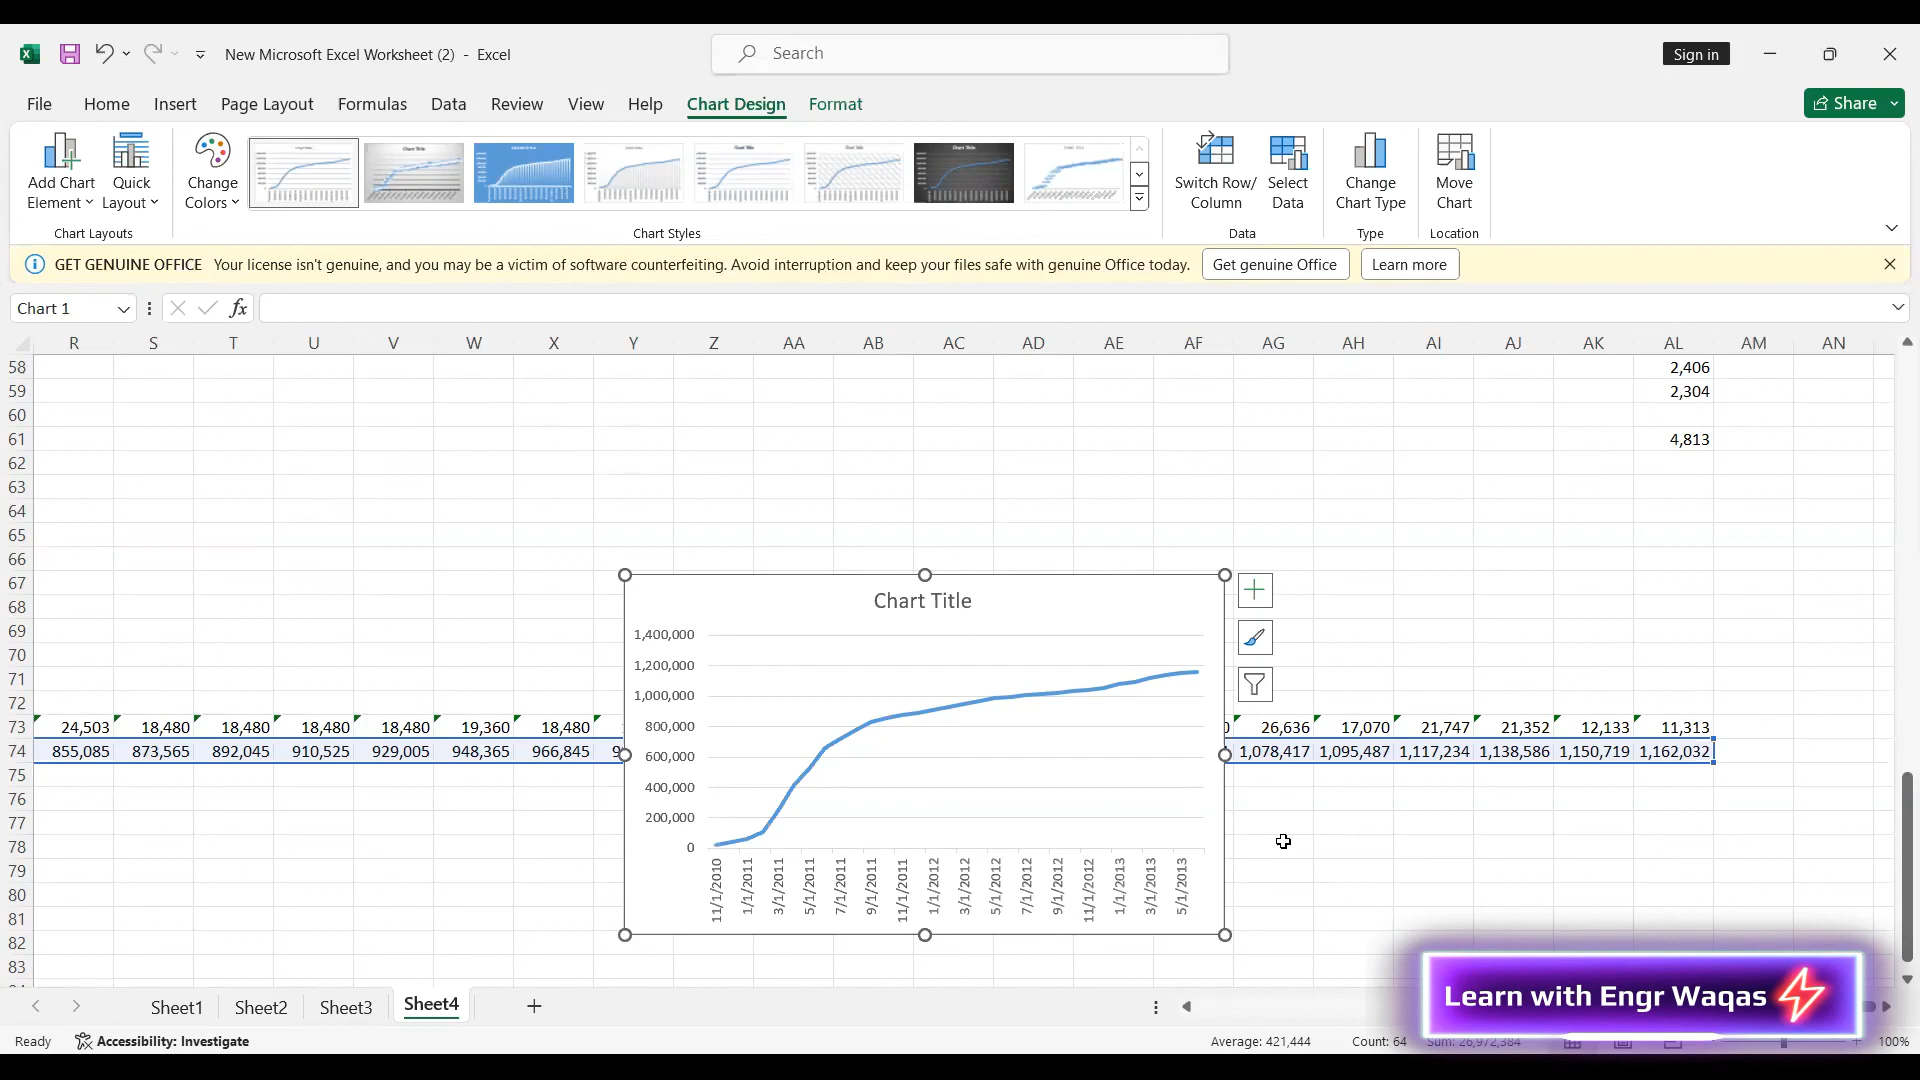 New Microsoft Excel Worksheet (2) - Excel
Search
Sign in
File Home Insert Page Layout Formulas Data Review View Help Chart Design Format
Share
Add Chart Element
Quick Layout
Change Colors
Switch Row/ Column
Select Data
Change Chart Type
Move Chart
Chart Layouts
Chart Styles
Data
Type
Location
GET GENUINE OFFICE Your license isn't genuine, and you may be a victim of software counterfeiting. Avoid interruption and keep your files safe with genuine Office today. Get genuine Office Learn more
Chart 1
fx
R S T U V W X Y Z AA AB AC AD AE AF AG AH AI AJ AK AL AM AN
58 2,406
59 2,304
60
61 4,813
62
63
64
65
66
67
68
69
70
71
72
73 24,503 18,480 18,480 18,480 18,480 19,360 18,480 26,636 17,070 21,747 21,352 12,133 11,313
74 855,085 873,565 892,045 910,525 929,005 948,365 966,845 1,078,417 1,095,487 1,117,234 1,138,586 1,150,719 1,162,032
75
76
77
78
79
80
81
82
83
Chart Title
1,400,000
1,200,000
1,000,000
800,000
600,000
400,000
200,000
0
11/1/2010 1/1/2011 3/1/2011 5/1/2011 7/1/2011 9/1/2011 11/1/2011 1/1/2012 3/1/2012 5/1/2012 7/1/2012 9/1/2012 11/1/2012 1/1/2013 3/1/2013 5/1/2013
Learn with Engr Waqas
Sheet1 Sheet2 Sheet3 Sheet4
Ready Accessibility: Investigate
Average: 421,444 Count: 64 Sum: 26,972,384 100%